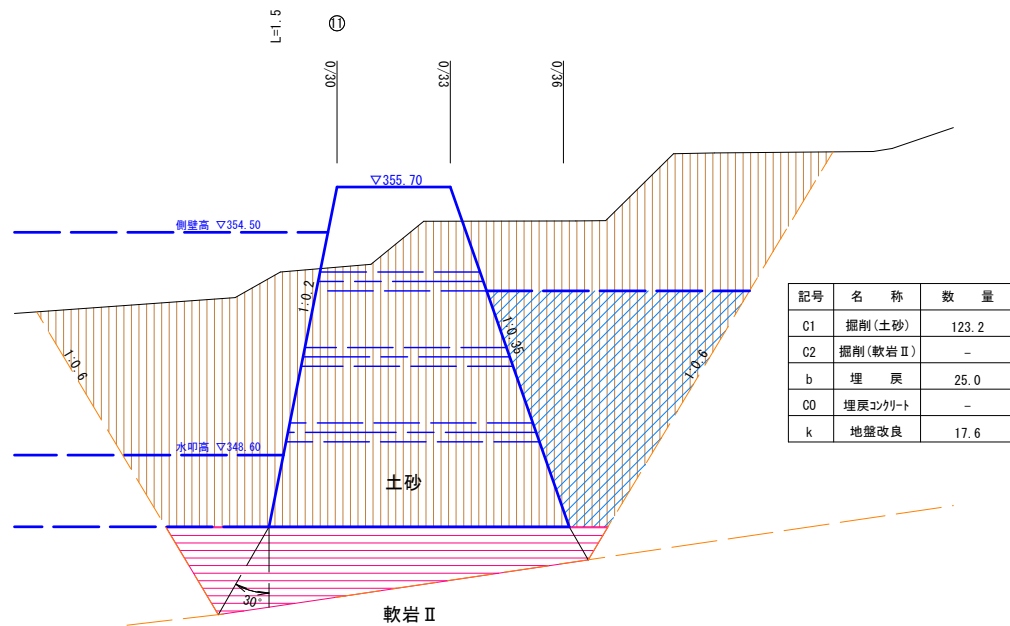 L=1.5
⑪
0/30
0/33
0/36
▽355.70
側壁高 ▽354.50
1:0.2
1:0.35
1:0.6
1:0.6
水叩高 ▽348.60
土砂
30°
軟岩Ⅱ
記号 名 称 数 量
C1 掘削(土砂) 123.2
C2 掘削(軟岩Ⅱ) -
b 埋 戻 25.0
CO 埋戻コンクリート -
k 地盤改良 17.6